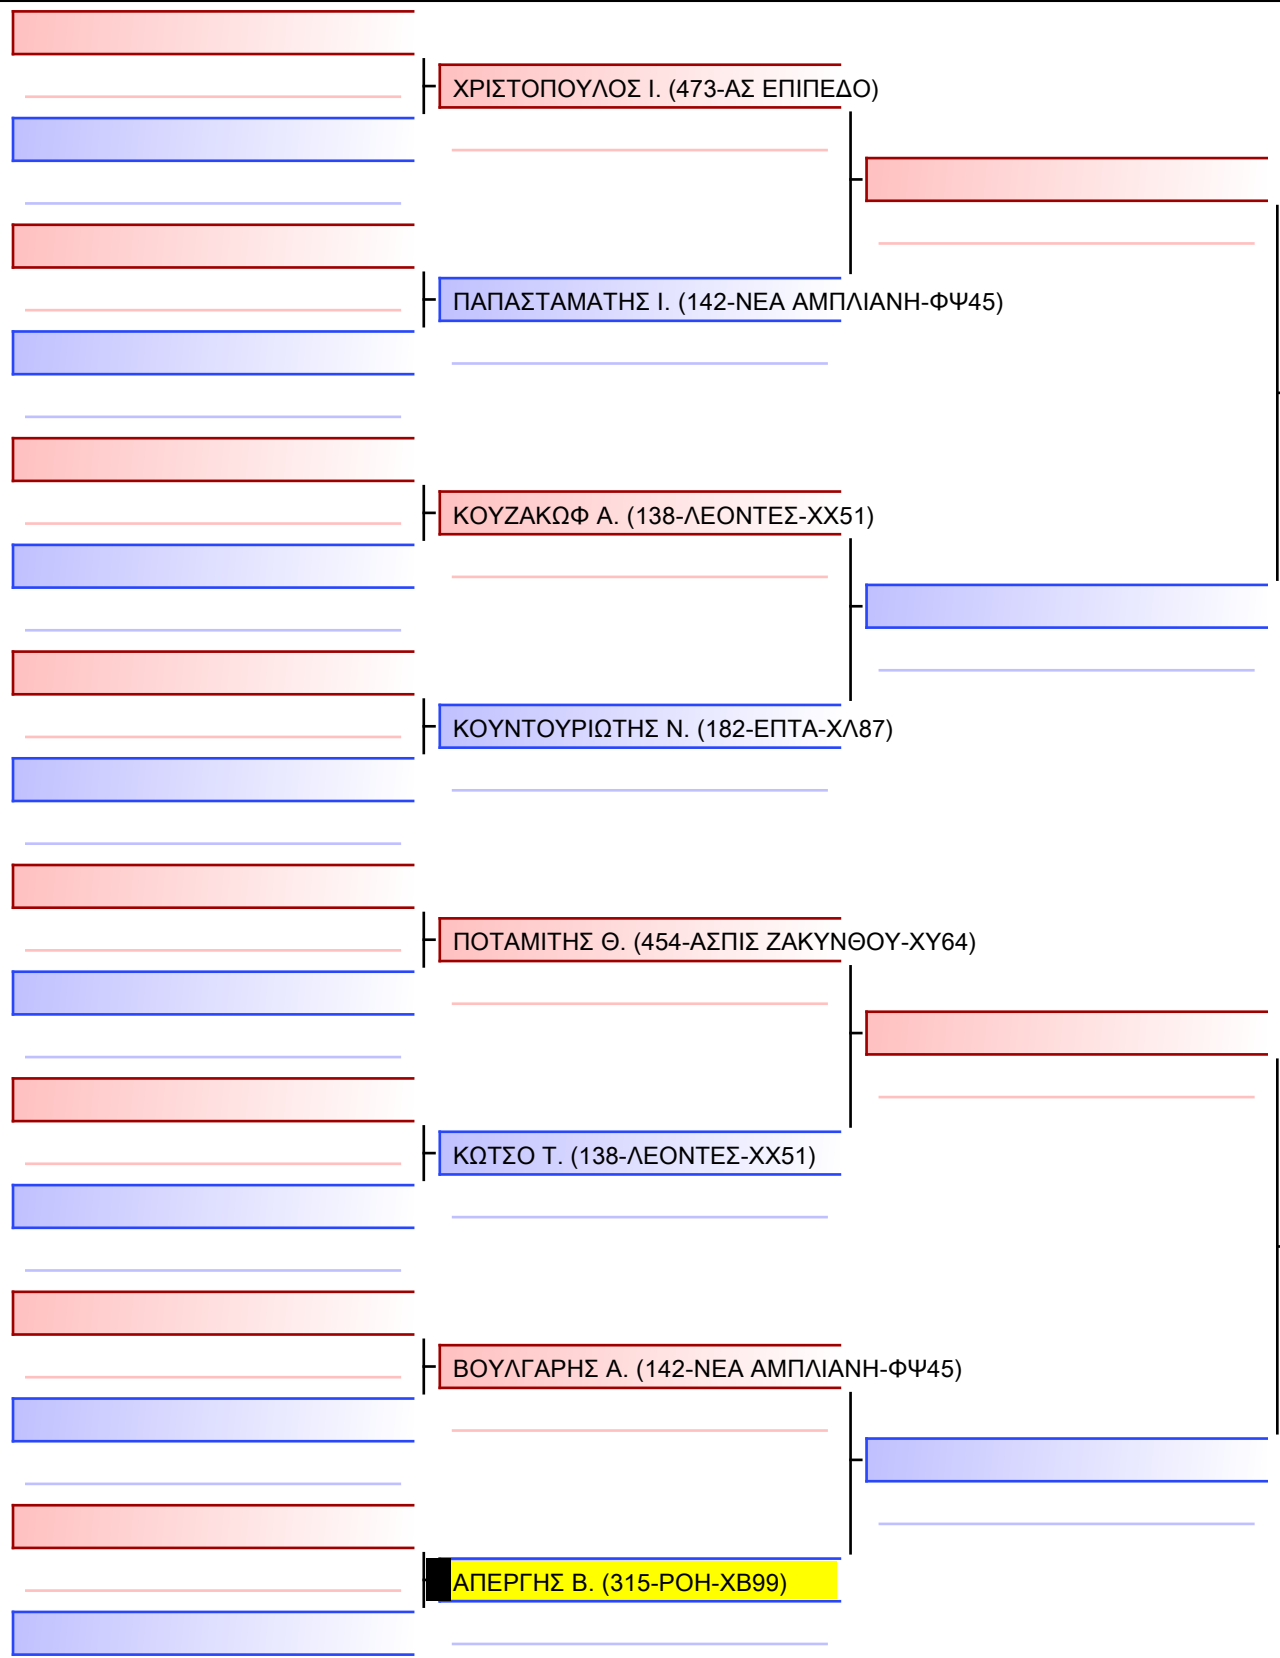 ΧΡΙΣΤΟΠΟΥΛΟΣ Ι. (473-ΑΣ ΕΠΙΠΕΔΟ)
ΠΑΠΑΣΤΑΜΑΤΗΣ Ι. (142-ΝΕΑ ΑΜΠΛΙΑΝΗ-ΦΨ45)
ΚΟΥΖΑΚΩΦ Α. (138-ΛΕΟΝΤΕΣ-ΧΧ51)
ΚΟΥΝΤΟΥΡΙΩΤΗΣ Ν. (182-ΕΠΤΑ-ΧΛ87)
ΠΟΤΑΜΙΤΗΣ Θ. (454-ΑΣΠΙΣ ΖΑΚΥΝΘΟΥ-ΧΥ64)
ΚΩΤΣΟ Τ. (138-ΛΕΟΝΤΕΣ-ΧΧ51)
ΒΟΥΛΓΑΡΗΣ Α. (142-ΝΕΑ ΑΜΠΛΙΑΝΗ-ΦΨ45)
ΑΠΕΡΓΗΣ Β. (315-ΡΟΗ-ΧΒ99)